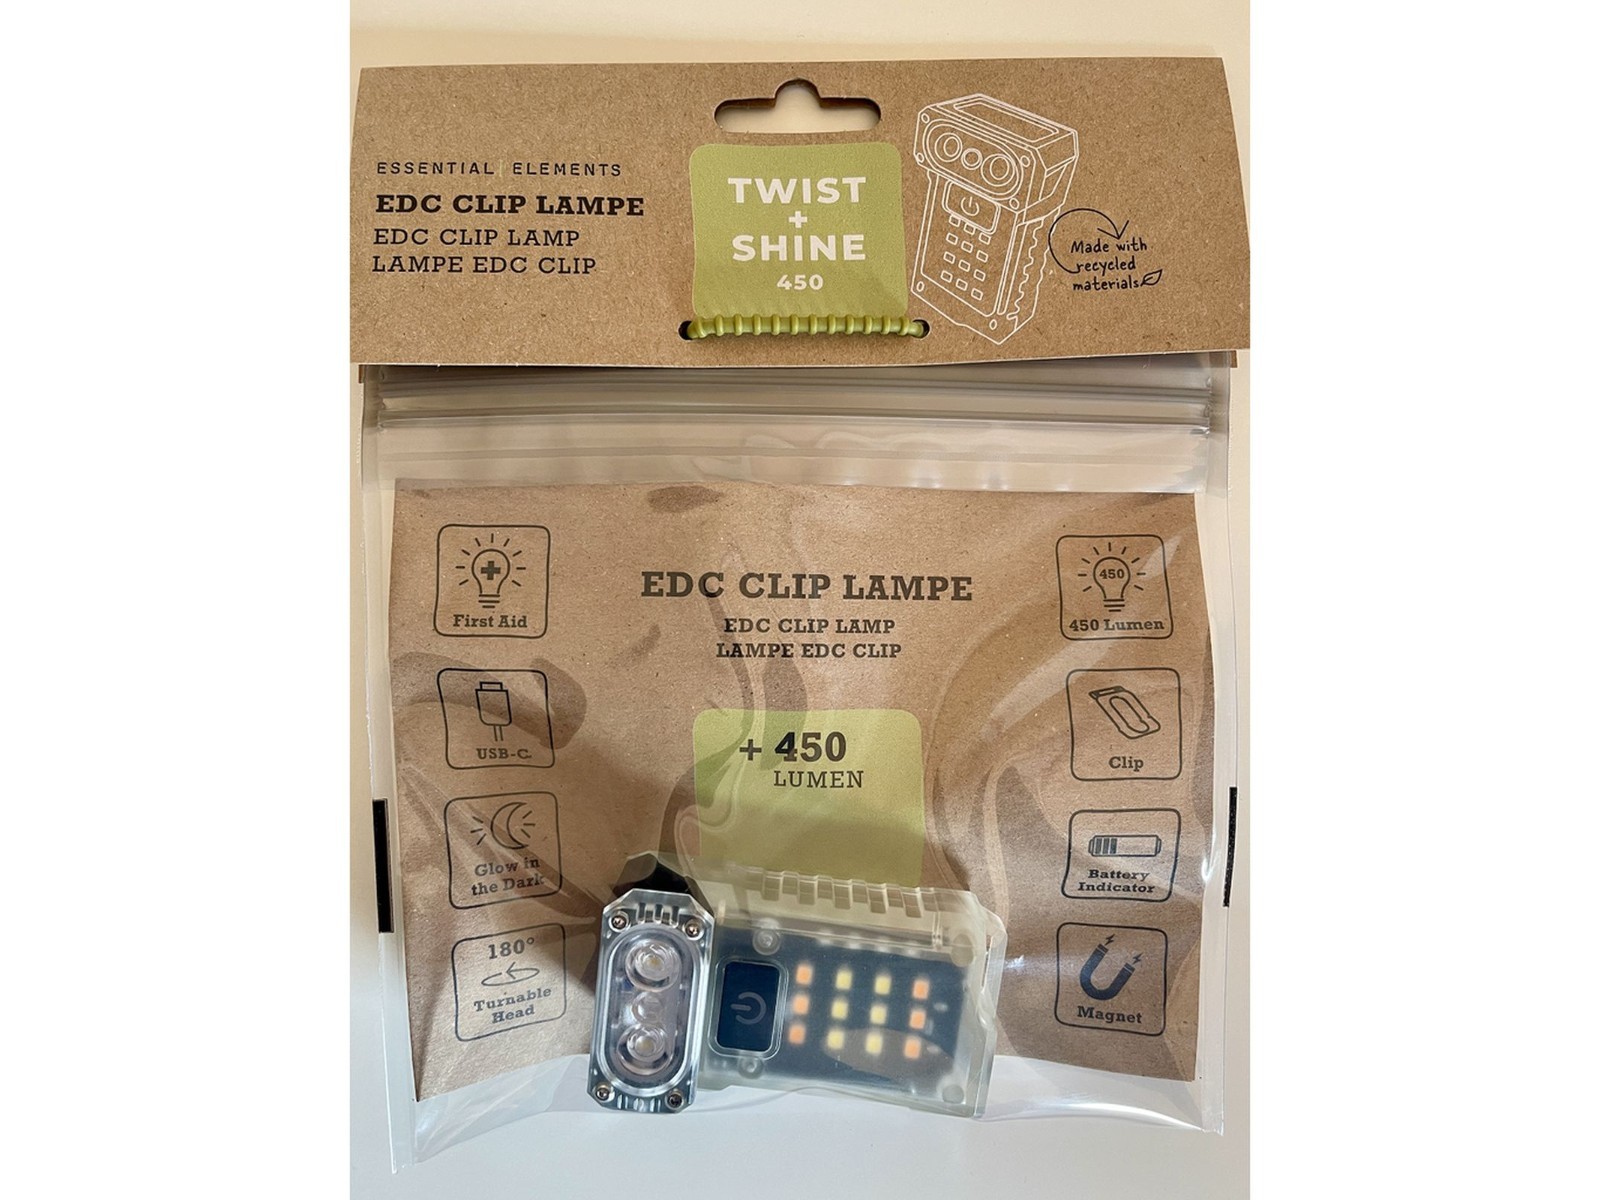 ESSENTIAL ELEMENTS
EDC CLIP LAMPE
EDC CLIP LAMP
LAMPE EDC CLIP
TWIST
+
SHINE
450
Made with
recycled
materials
First Aid
USB-C
Glow in
the Dark
180°
Turnable
Head
EDC CLIP LAMPE
EDC CLIP LAMP
LAMPE EDC CLIP
+ 450
LUMEN
450
450 Lumen
Clip
Battery
Indicator
Magnet